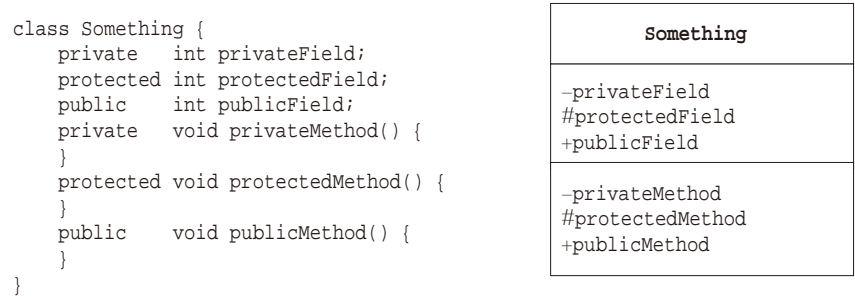 class Something {
    private   int privateField;
    protected int protectedField;
    public    int publicField;
    private   void privateMethod() {
    }
    protected void protectedMethod() {
    }
    public    void publicMethod() {
    }
}
Something
–privateField
#protectedField
+publicField
–privateMethod
#protectedMethod
+publicMethod